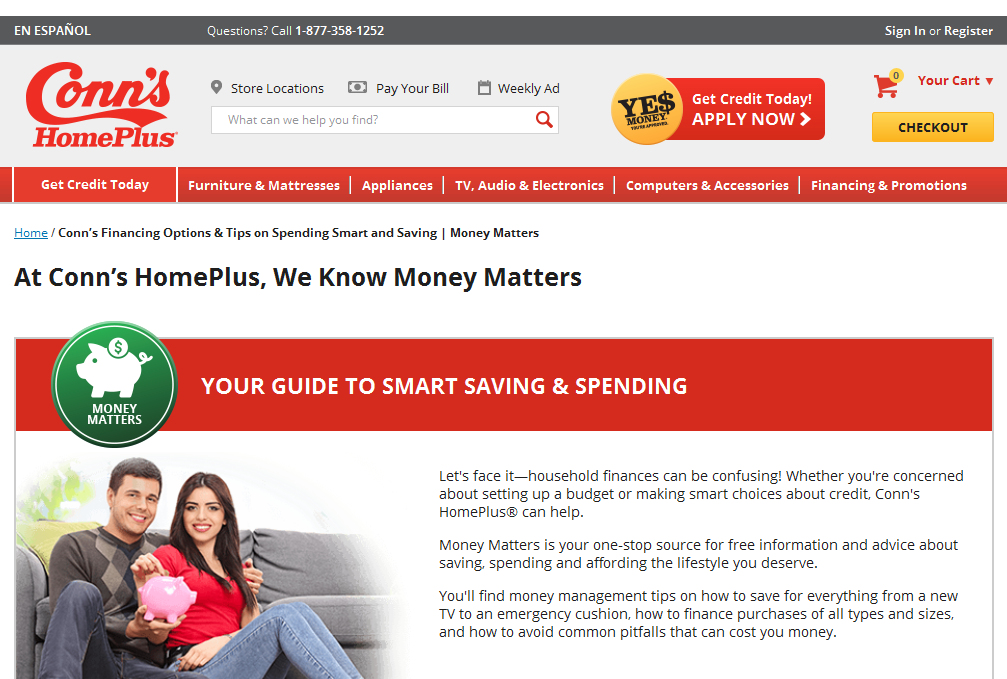 EN ESPAÑOL
Questions? Call 1-877-358-1252
Sign In or Register
Conn's
HomePlus
Store Locations
Pay Your Bill
Weekly Ad
What can we help you find?
YE$
MONEY
YOU'RE APPROVED.
Get Credit Today!
APPLY NOW
0
Your Cart
CHECKOUT
Get Credit Today
Furniture & Mattresses
Appliances
TV, Audio & Electronics
Computers & Accessories
Financing & Promotions
Home / Conn’s Financing Options & Tips on Spending Smart and Saving | Money Matters
At Conn’s HomePlus, We Know Money Matters
$
MONEY
MATTERS
YOUR GUIDE TO SMART SAVING & SPENDING
Let's face it—household finances can be confusing! Whether you're concerned
about setting up a budget or making smart choices about credit, Conn's
HomePlus® can help.
Money Matters is your one-stop source for free information and advice about
saving, spending and affording the lifestyle you deserve.
You'll find money management tips on how to save for everything from a new
TV to an emergency cushion, how to finance purchases of all types and sizes,
and how to avoid common pitfalls that can cost you money.